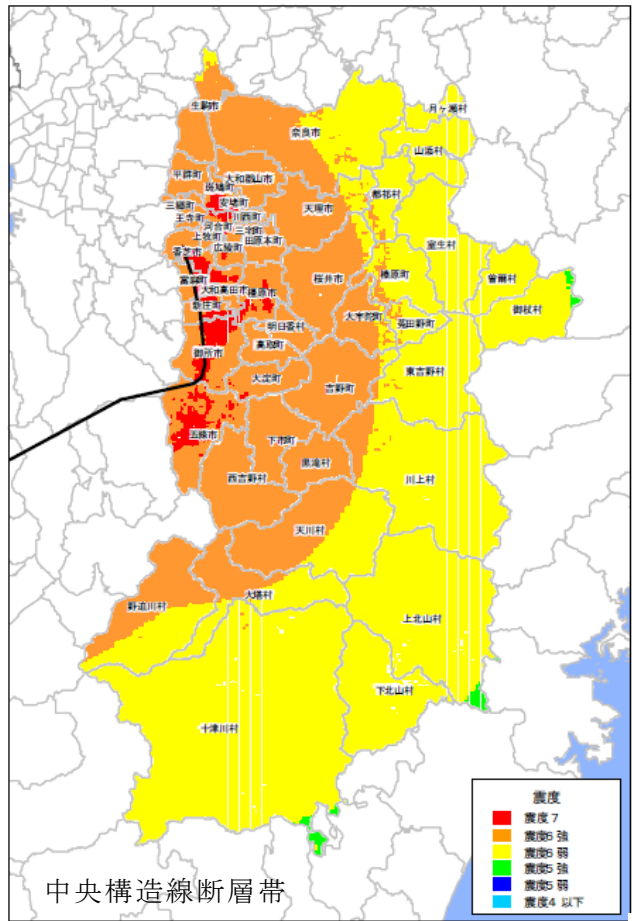 生駒市
奈良市
月ヶ瀬村
山添村
平群町
大和郡山市
斑鳩町
安堵町
都祁村
三郷町
王寺町
川西町
天理市
河合町
三宅町
上牧町
広陵町
田原本町
室生村
香芝市
曽爾村
榛原町
當麻町
大和高田市
橿原市
桜井市
御杖村
新庄町
明日香村
大宇陀町
菟田野町
御所市
高取町
東吉野村
大淀町
吉野町
五條市
下市町
黒滝村
西吉野村
川上村
天川村
大塔村
野迫川村
上北山村
下北山村
十津川村
震度
震度7
震度6強
震度6弱
震度5強
震度5弱
震度4 以下
中央構造線断層帯